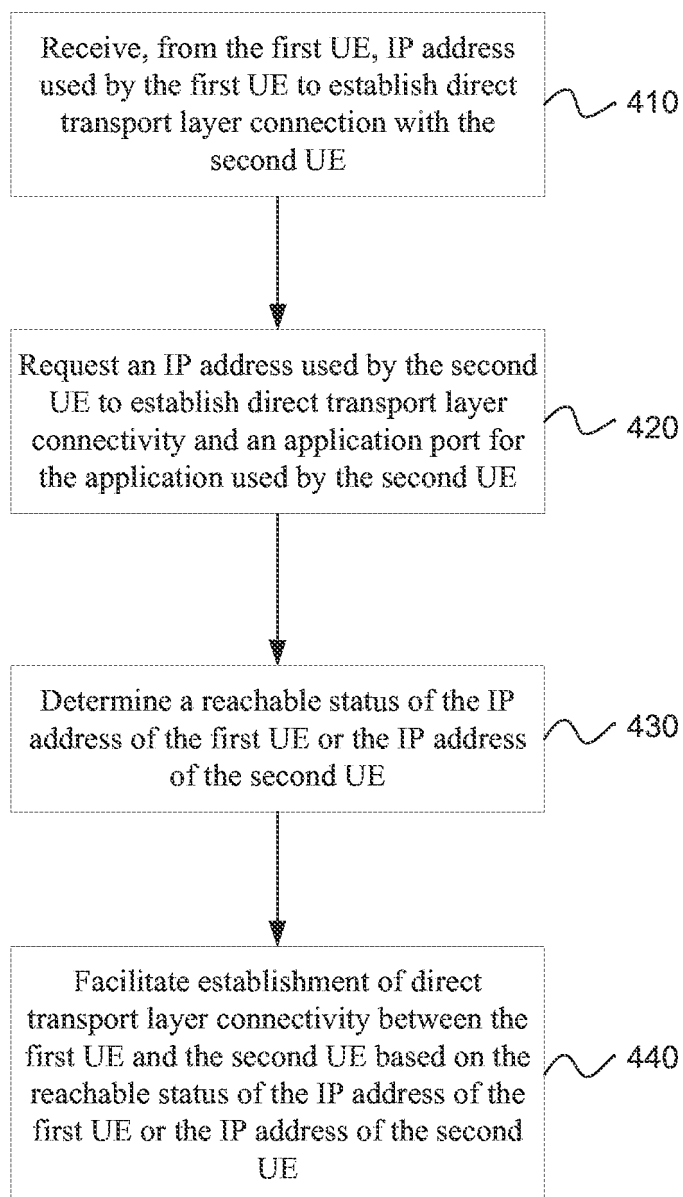 Receive, from the first UE, IP address
used by the first UE to establish direct
transport layer connection with the
second UE
410
Request an IP address used by the second
UE to establish direct transport layer
connectivity and an application port for
the application used by the second UE
420
Determine a reachable status of the IP
address of the first UE or the IP address
of the second UE
430
Facilitate establishment of direct
transport layer connectivity between the
first UE and the second UE based on the
reachable status of the IP address of the
first UE or the IP address of the second
UE
440